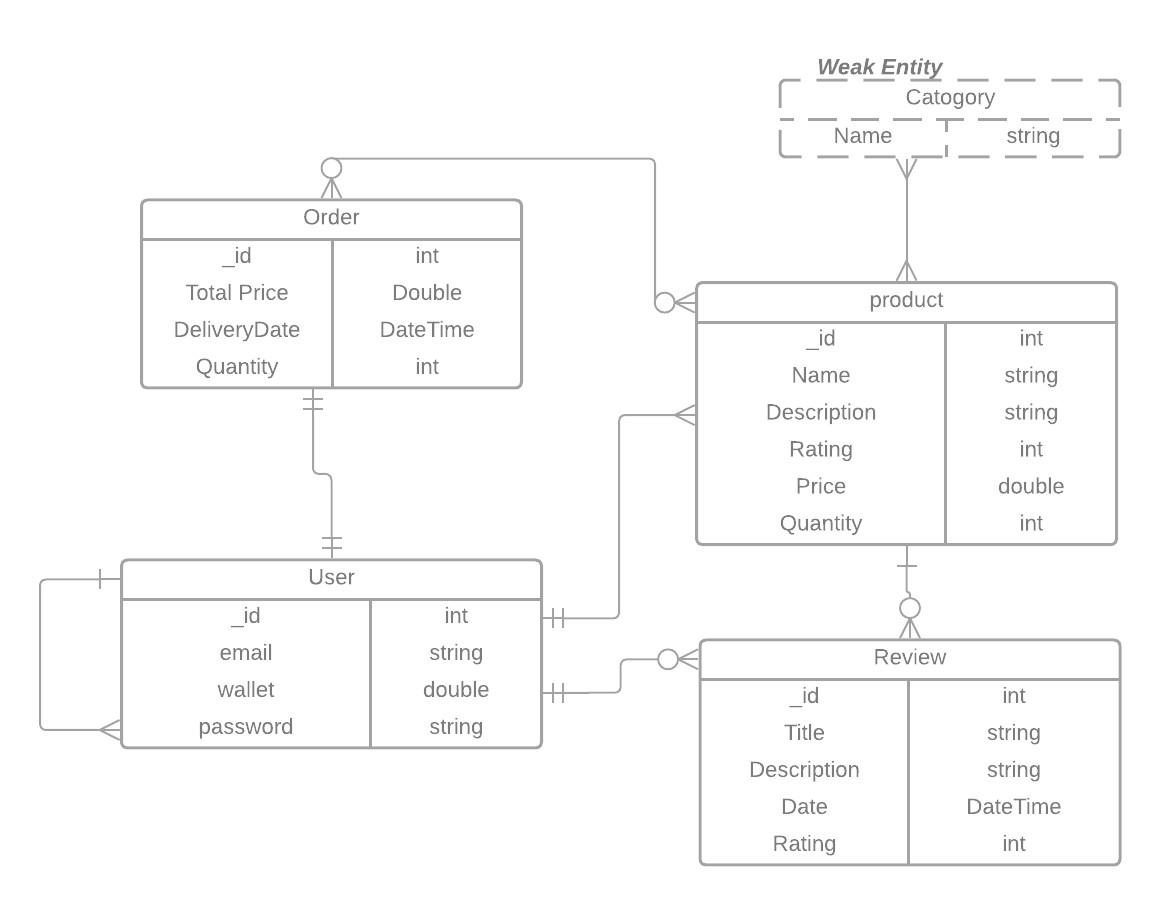 Weak Entity
Catogory
Name string
Order
_id int
Total Price Double
DeliveryDate DateTime
Quantity int
product
_id int
Name string
Description string
Rating int
Price double
Quantity int
User
_id int
email string
wallet double
password string
Review
_id int
Title string
Description string
Date DateTime
Rating int